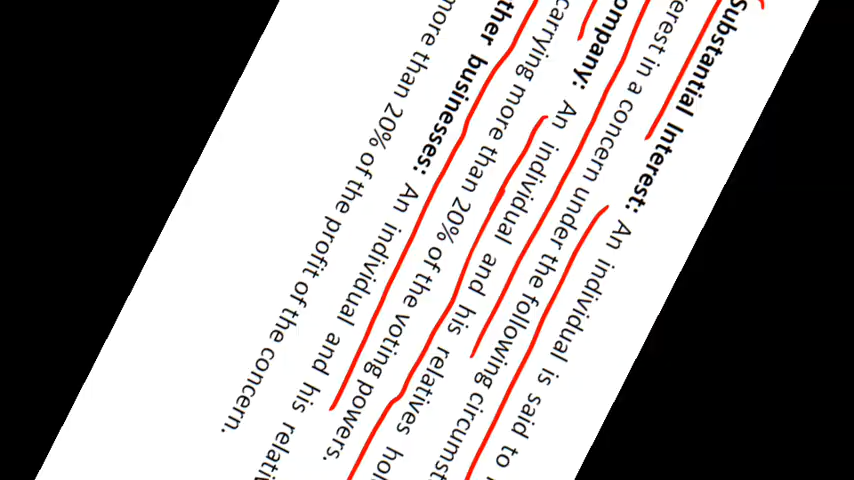 Substantial Interest: An individual is said to
erest in a concern under the following circumst
ompany: An individual and his relatives hol
carrying more than 20% of the voting powers.
ther businesses: An individual and his relativ
more than 20% of the profit of the concern.